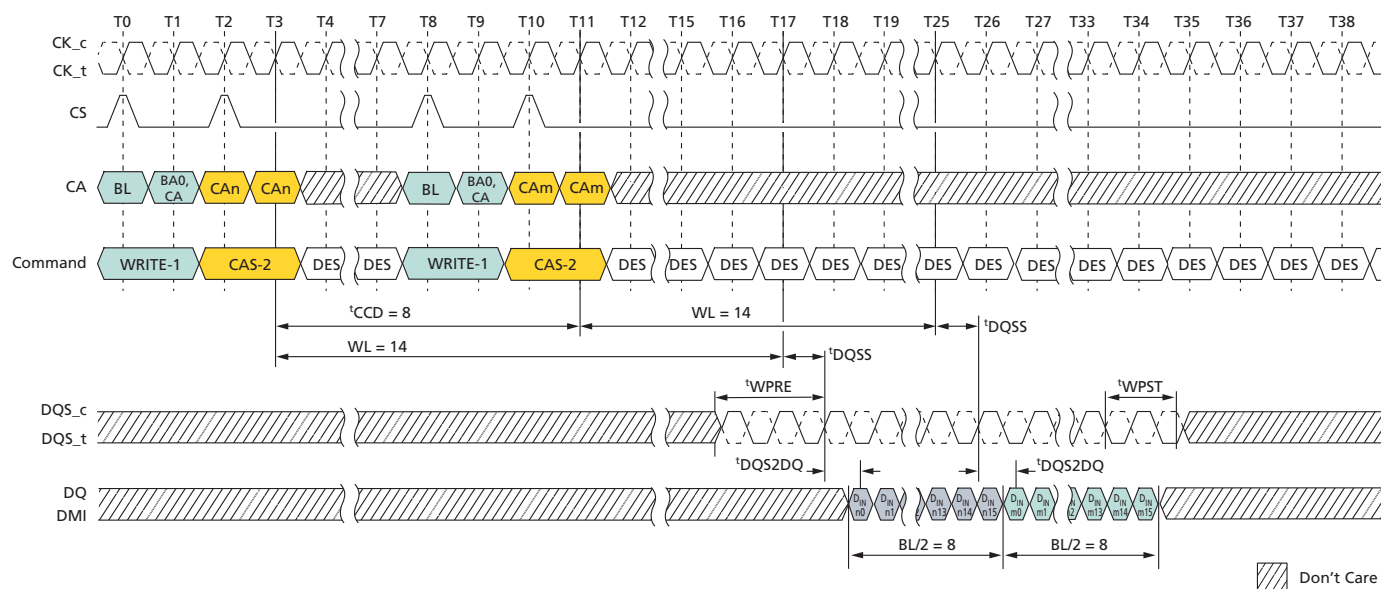 T0 T1 T2 T3 T4 T7 T8 T9 T10 T11 T12 T15 T16 T17 T18 T19 T25 T26 T27 T33 T34 T35 T36 T37 T38
CK_c
CK_t
CS
CA BL BA0, CA CAn CAn BL BA0, CA CAm CAm
Command WRITE-1 CAS-2 DES DES WRITE-1 CAS-2 DES DES DES DES DES DES DES DES DES DES DES DES DES DES DES
tCCD = 8 WL = 14 tDQSS
WL = 14 tDQSS
tWPRE tWPST
DQS_c
DQS_t
tDQS2DQ tDQS2DQ
DQ
DMI
DIN n0 DIN n1 DIN n13 DIN n14 DIN n15 DIN m0 DIN m1 DIN m13 DIN m14 DIN m15
BL/2 = 8 BL/2 = 8
Don't Care